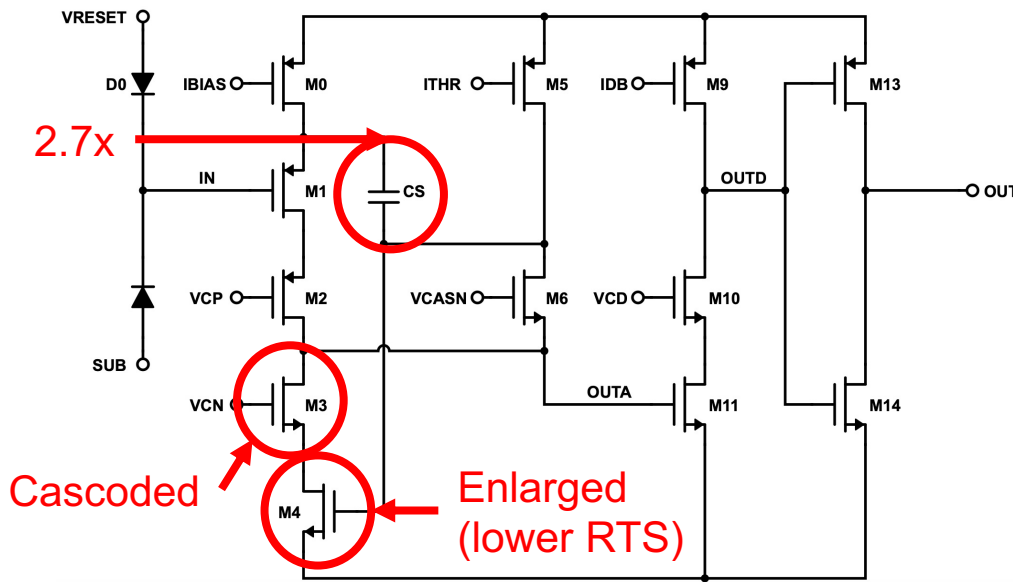 VRESET
D0
IBIAS
M0
ITHR
M5
IDB
M9
M13
2.7x
IN
M1
CS
OUTD
OUT
VCP
M2
VCASN
M6
VCD
M10
SUB
VCN
M3
OUTA
M11
M14
Cascoded
M4
Enlarged
(lower RTS)